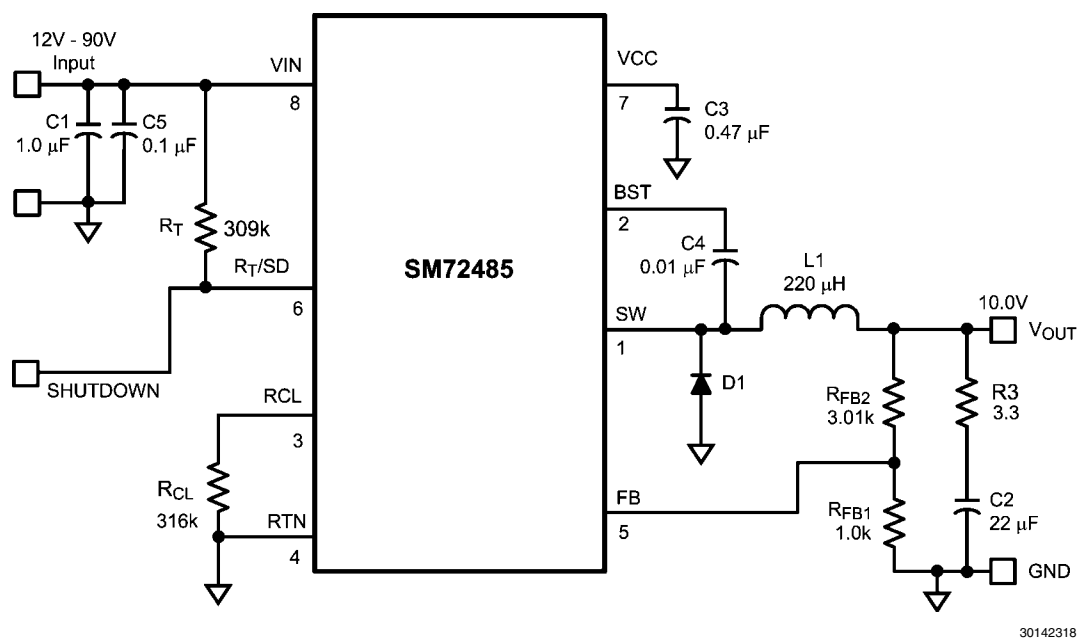 12V - 90V
Input
VIN
8
C1
1.0 μF
C5
0.1 μF
RT
309k
RT/SD
6
SHUTDOWN
RCL
3
RCL
316k
RTN
4
SM72485
VCC
7
C3
0.47 μF
BST
2
C4
0.01 μF
L1
220 μH
SW
1
D1
10.0V
VOUT
RFB2
3.01k
R3
3.3
FB
5
RFB1
1.0k
C2
22 μF
GND
30142318